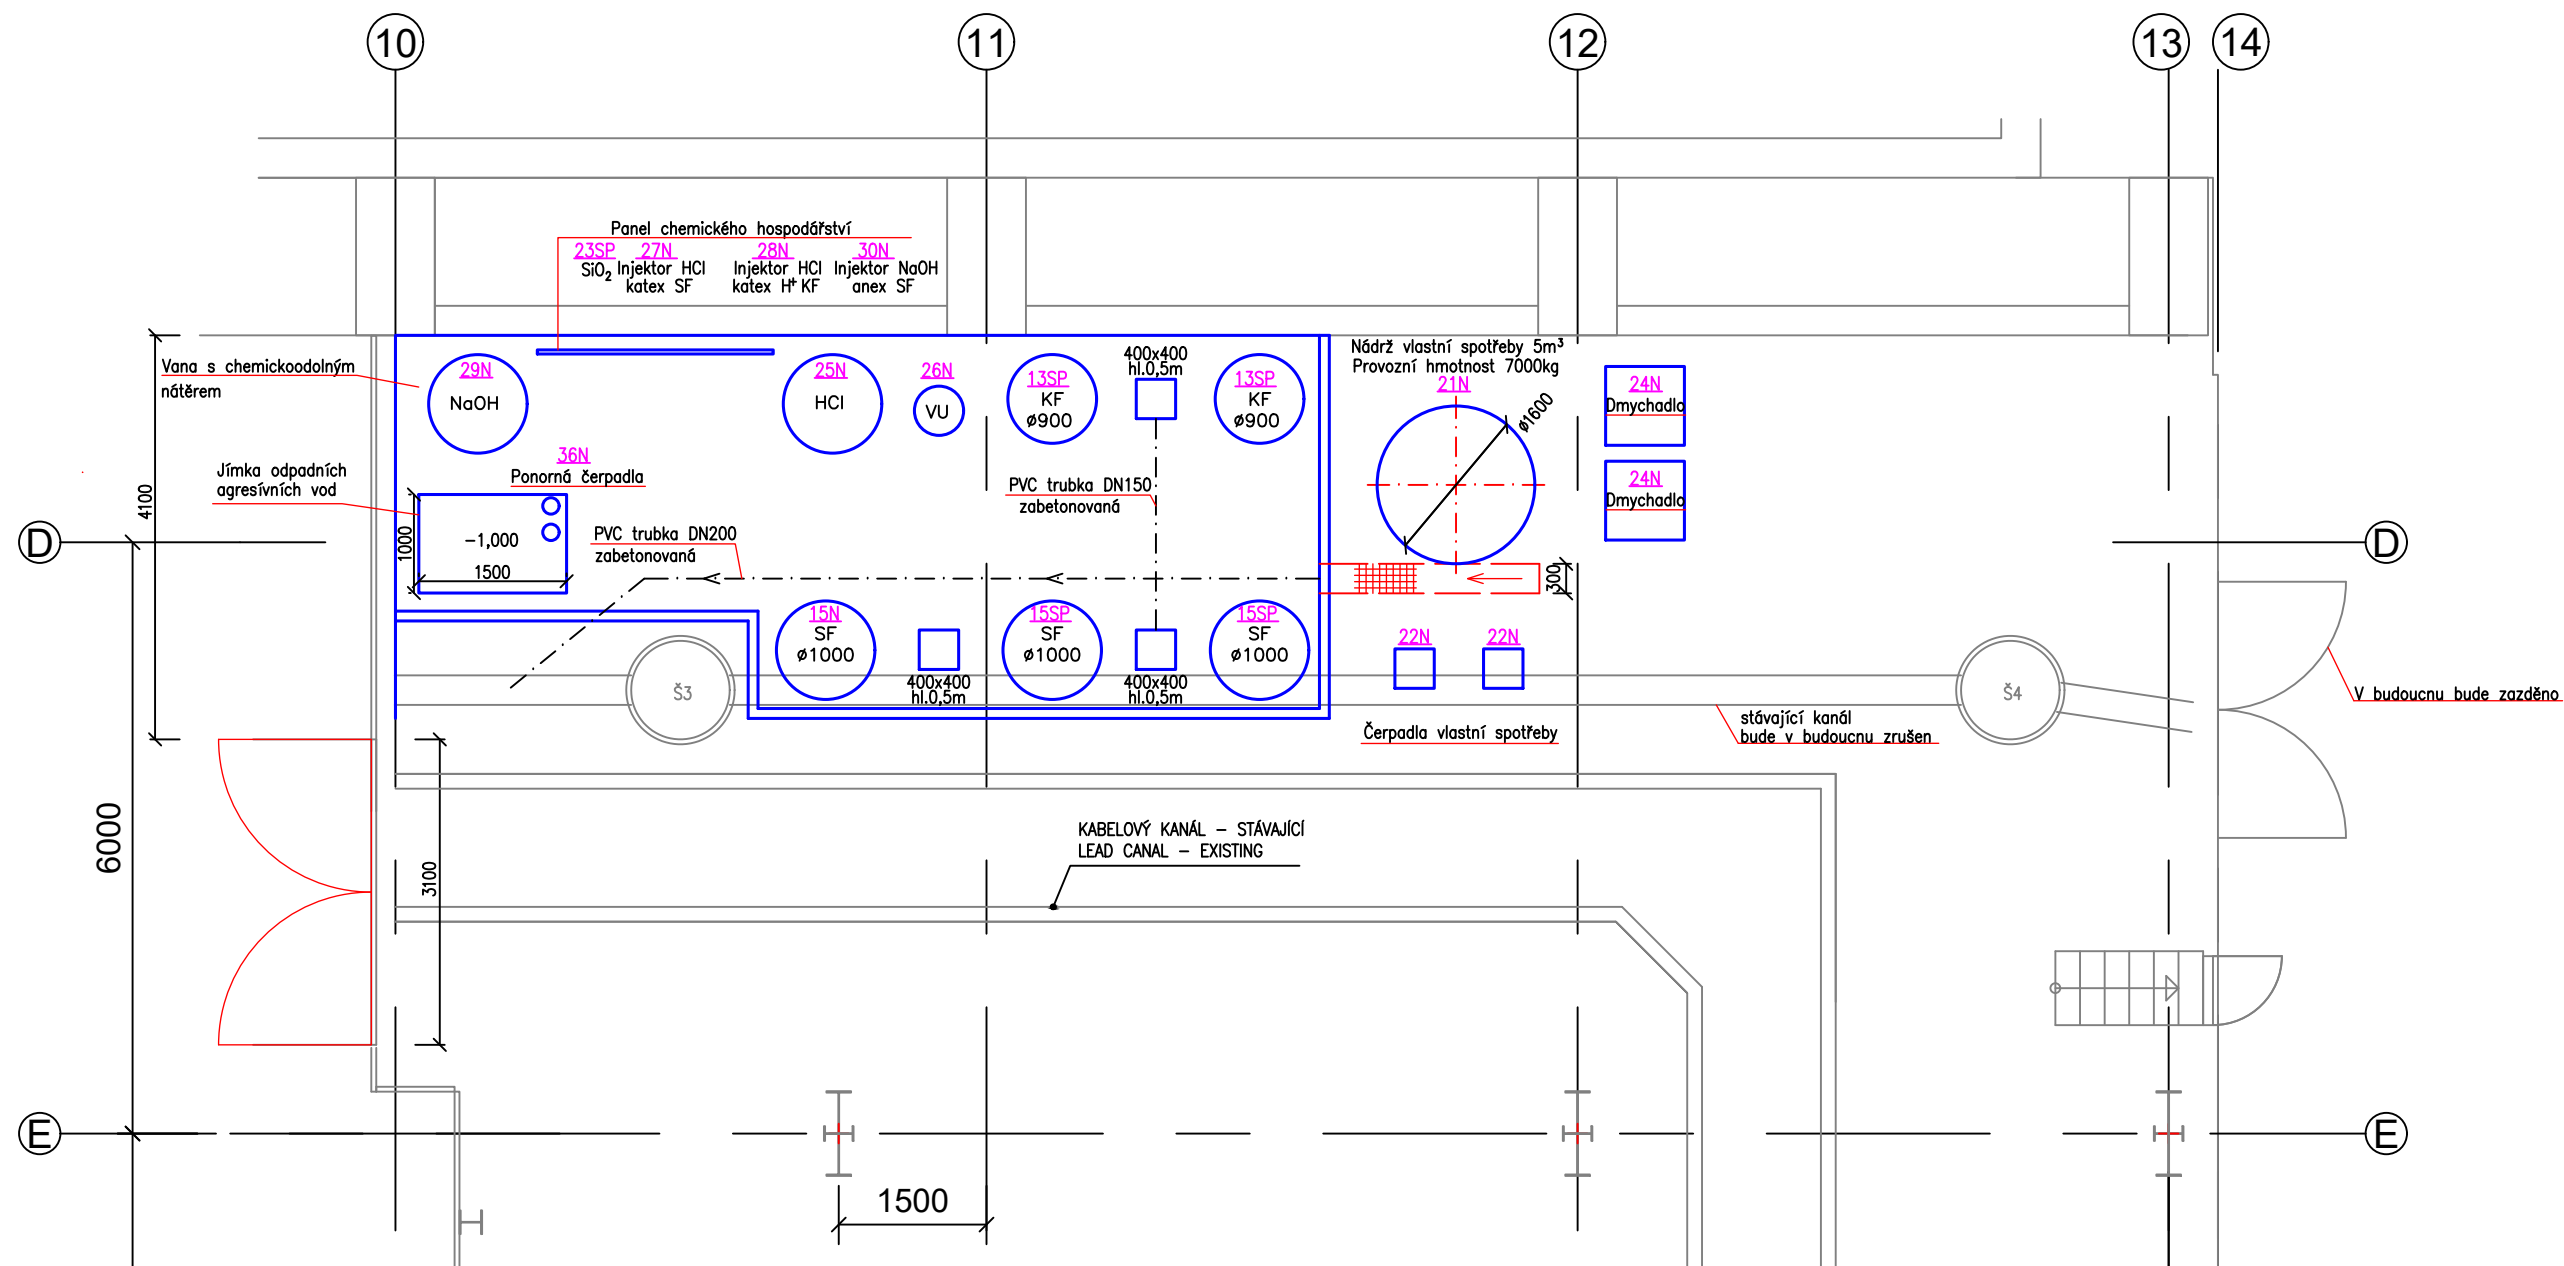 10
11
12
13
14
Panel chemického hospodářství
23SP 27N 28N 30N
SiO₂ Injektor HCl Injektor HCl Injektor NaOH
katex SF katex H⁺ KF anex SF
Vana s chemickoodolným
nátěrem
29N
NaOH
25N
HCl
26N
VU
13SP
KF
ø900
400x400
hl.0,5m
13SP
KF
ø900
Nádrž vlastní spotřeby 5m³
Provozní hmotnost 7000kg
21N
ø1600
24N
Dmychadla
24N
Dmychadla
Jímka odpadních
agresívních vod
36N
Ponorná čerpadla
4100
1000
-1,000
1500
PVC trubka DN200
zabetonovaná
PVC trubka DN150
zabetonovaná
300
D
D
15N
SF
ø1000
400x400
hl.0,5m
15SP
SF
ø1000
400x400
hl.0,5m
15SP
SF
ø1000
22N
22N
Čerpadla vlastní spotřeby
Š3
Š4
stávající kanál
bude v budoucnu zrušen
V budoucnu bude zazděno
6000
3100
KABELOVÝ KANÁL – STÁVAJÍCÍ
LEAD CANAL – EXISTING
E
E
1500